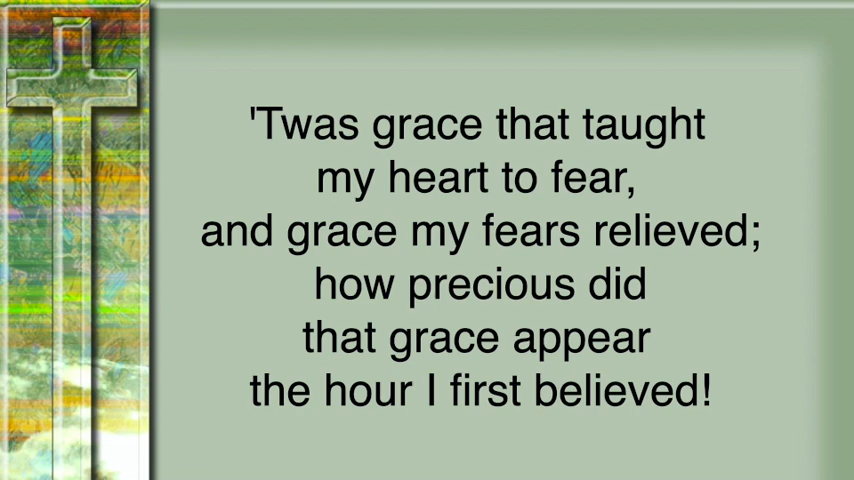 'Twas grace that taught
my heart to fear,
and grace my fears relieved;
how precious did
that grace appear
the hour I first believed!